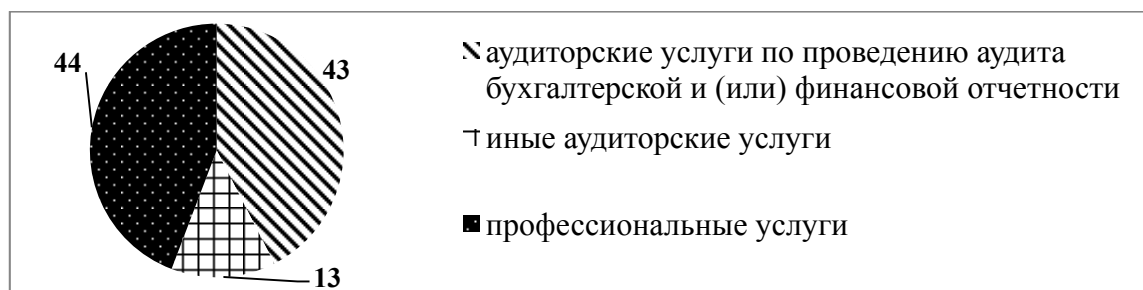 44
43
13
аудиторские услуги по проведению аудита
бухгалтерской и (или) финансовой отчетности
иные аудиторские услуги
профессиональные услуги